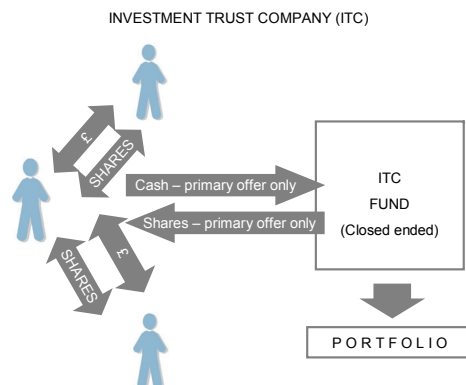 INVESTMENT TRUST COMPANY (ITC)
£
SHARES
Cash – primary offer only
Shares – primary offer only
SHARES
£
ITC
FUND
(Closed ended)
PORTFOLIO